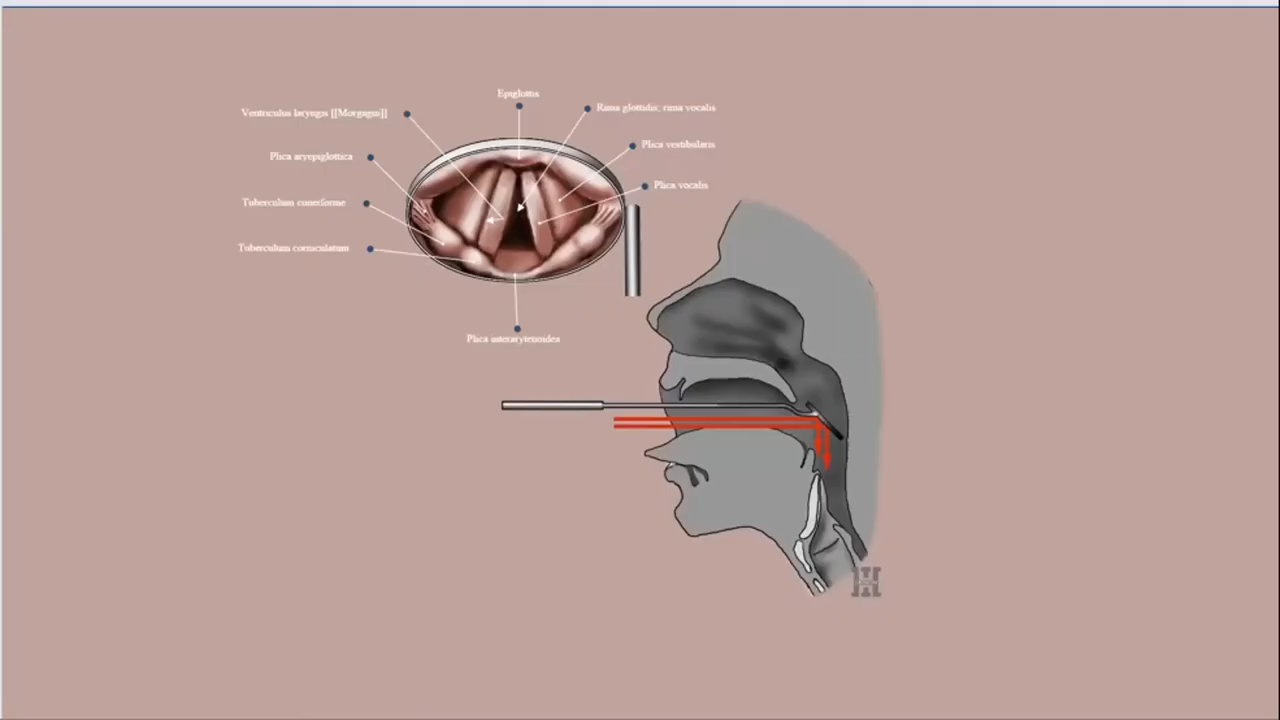 Epiglottis
Ventriculus laryngis [[Morgagni]]
Rima glottidis; rima vocalis
Plica vestibularis
Plica aryepiglottica
Plica vocalis
Tuberculum cuneiforme
Tuberculum corniculatum
Plica interarytenoidea